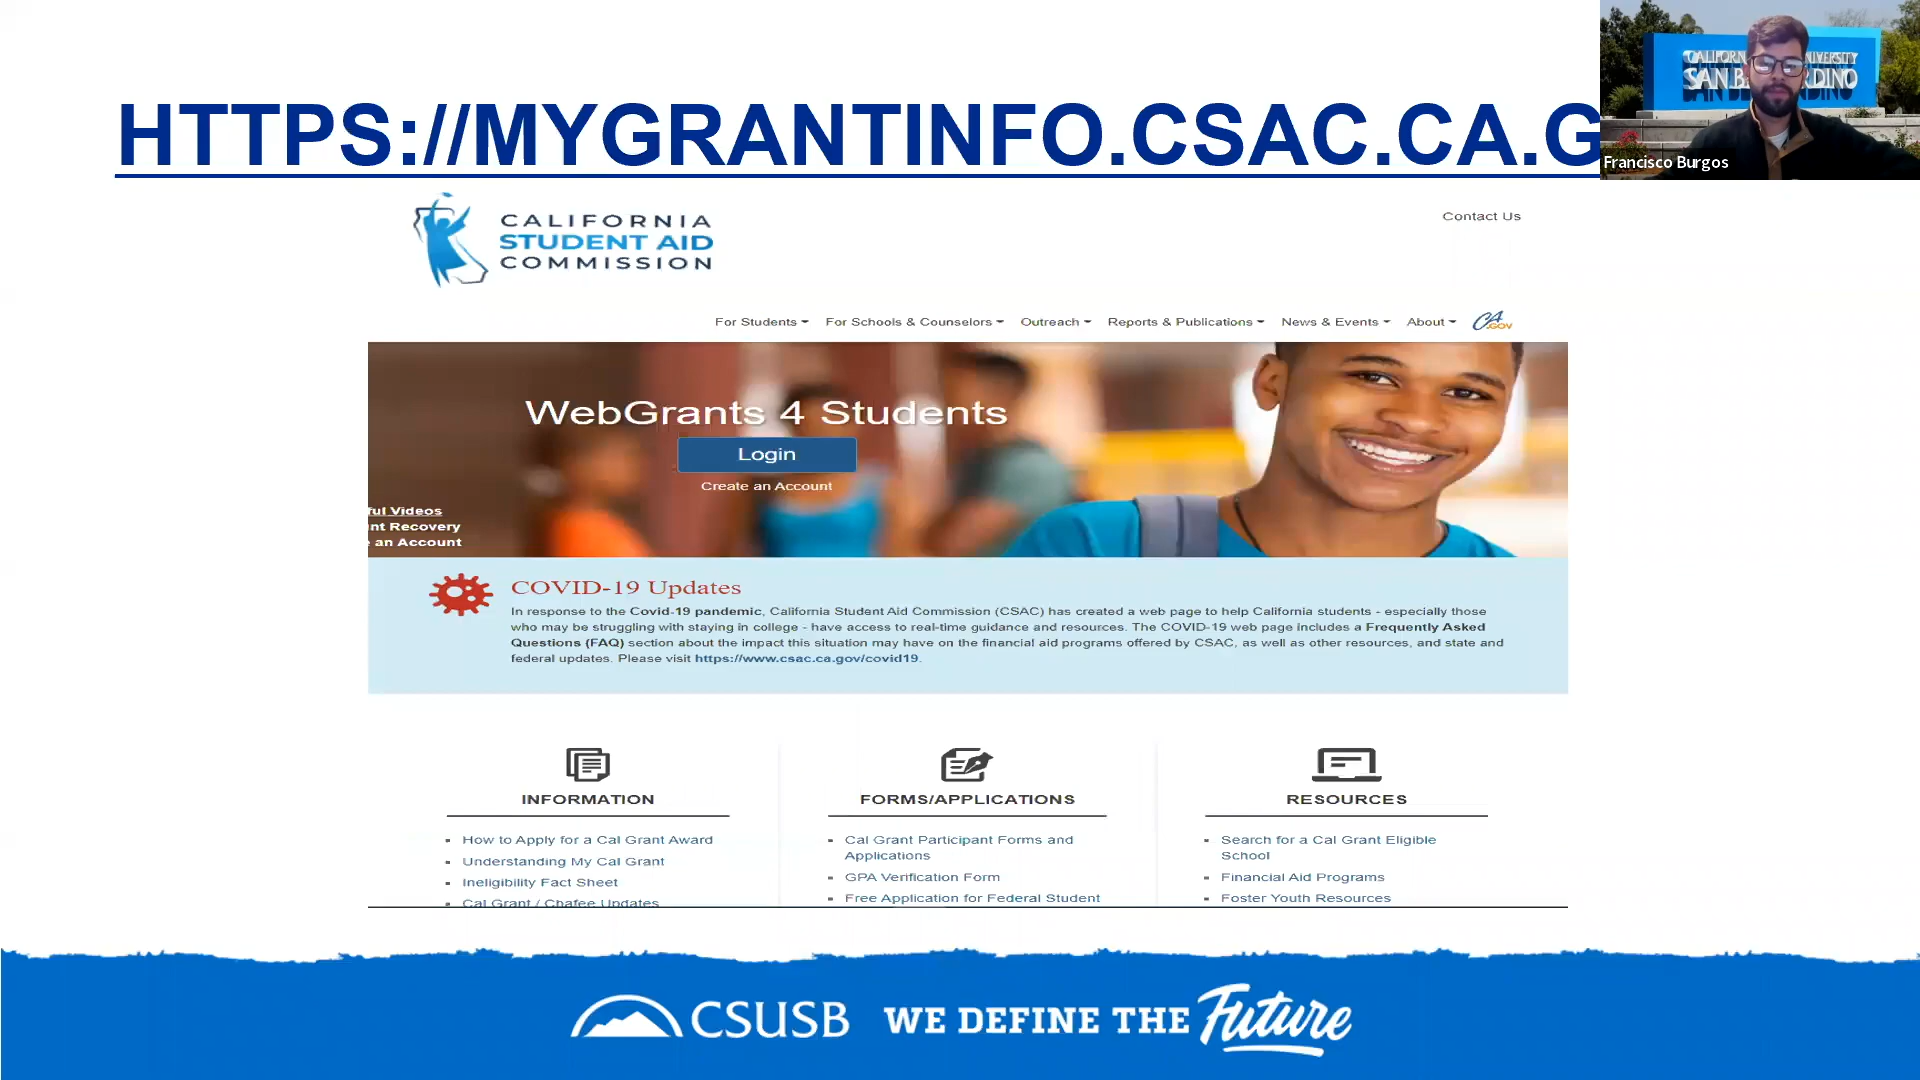 HTTPS://MYGRANTINFO.CSAC.CA.G
CALIFORN IVERSITY
SAN B RDINO
Francisco Burgos
CALIFORNIA
STUDENT AID
COMMISSION
Contact Us
For Students For Schools & Counselors Outreach Reports & Publications News & Events About CA.GOV
WebGrants 4 Students
Login
Create an Account
ful Videos
nt Recovery
e an Account
COVID-19 Updates
In response to the Covid-19 pandemic, California Student Aid Commission (CSAC) has created a web page to help California students - especially those
who may be struggling with staying in college - have access to real-time guidance and resources. The COVID-19 web page includes a Frequently Asked
Questions (FAQ) section about the impact this situation may have on the financial aid programs offered by CSAC, as well as other resources, and state and
federal updates. Please visit https://www.csac.ca.gov/covid19.
INFORMATION
How to Apply for a Cal Grant Award
Understanding My Cal Grant
Ineligibility Fact Sheet
Cal Grant / Chafee Updates
FORMS/APPLICATIONS
Cal Grant Participant Forms and
Applications
GPA Verification Form
Free Application for Federal Student
RESOURCES
Search for a Cal Grant Eligible
School
Financial Aid Programs
Foster Youth Resources
CSUSB WE DEFINE THE Future